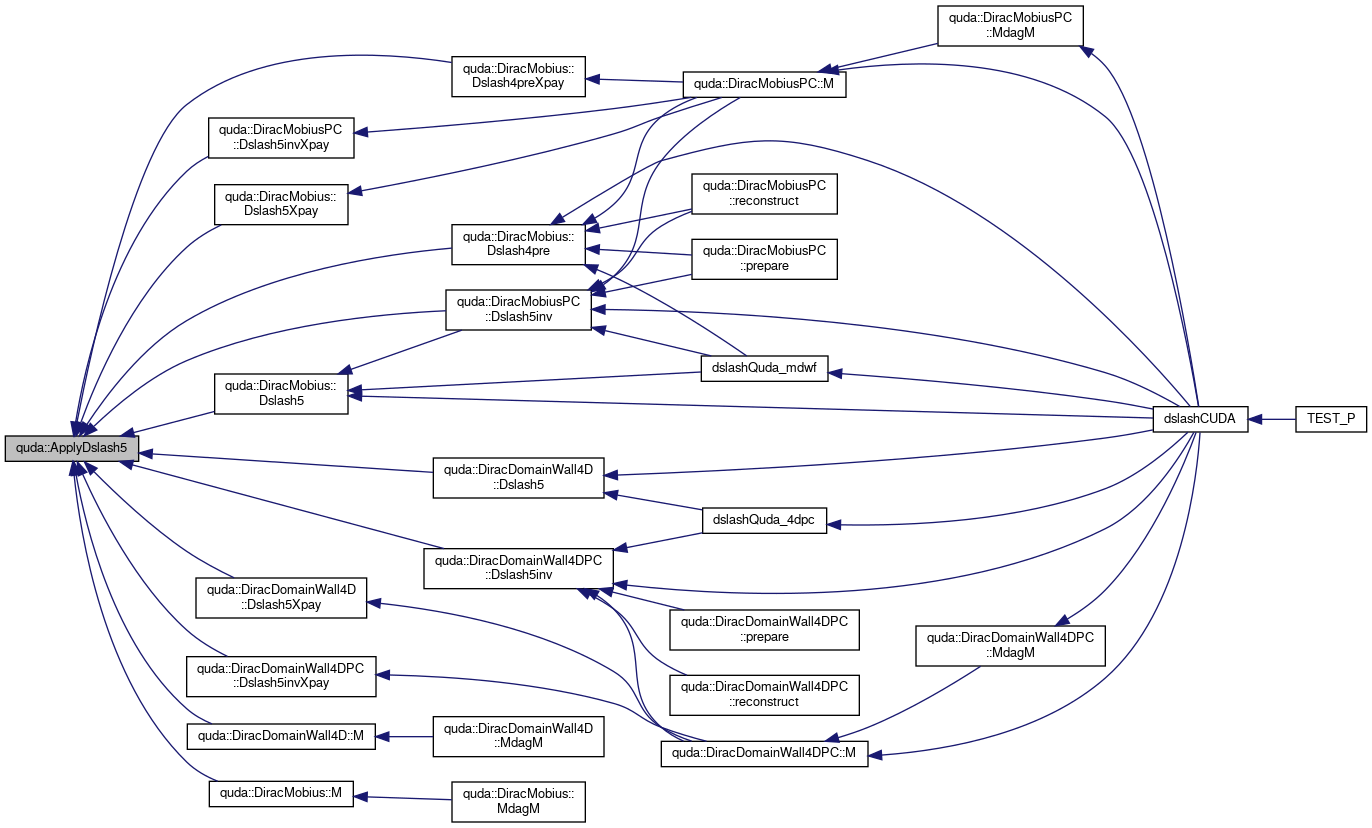 quda::DiracMobiusPC
::MdagM
quda::DiracMobius::
Dslash4preXpay
quda::DiracMobiusPC::M
quda::DiracMobiusPC
::Dslash5invXpay
quda::DiracMobius::
Dslash5Xpay
quda::DiracMobiusPC
::reconstruct
quda::DiracMobius::
Dslash4pre
quda::DiracMobiusPC
::prepare
quda::DiracMobiusPC
::Dslash5inv
dslashQuda_mdwf
quda::DiracMobius::
Dslash5
dslashCUDA
TEST_P
quda::ApplyDslash5
quda::DiracDomainWall4D
::Dslash5
dslashQuda_4dpc
quda::DiracDomainWall4DPC
::Dslash5inv
quda::DiracDomainWall4D
::Dslash5Xpay
quda::DiracDomainWall4DPC
::prepare
quda::DiracDomainWall4DPC
::MdagM
quda::DiracDomainWall4DPC
::Dslash5invXpay
quda::DiracDomainWall4DPC
::reconstruct
quda::DiracDomainWall4D::M
quda::DiracDomainWall4D
::MdagM
quda::DiracDomainWall4DPC::M
quda::DiracMobius::M
quda::DiracMobius::
MdagM